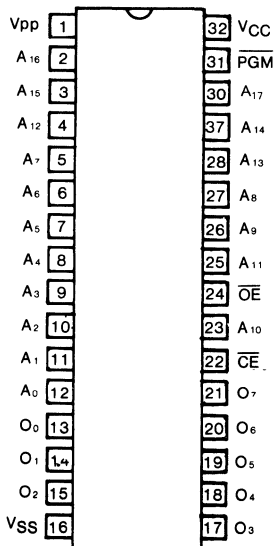 Vpp 1 32 VCC
A16 2 31 PGM
A15 3 30 A17
A12 4 37 A14
A7 5 28 A13
A6 6 27 A8
A5 7 26 A9
A4 8 25 A11
A3 9 24 OE
A2 10 23 A10
A1 11 22 CE
A0 12 21 O7
O0 13 20 O6
O1 14 19 O5
O2 15 18 O4
VSS 16 17 O3